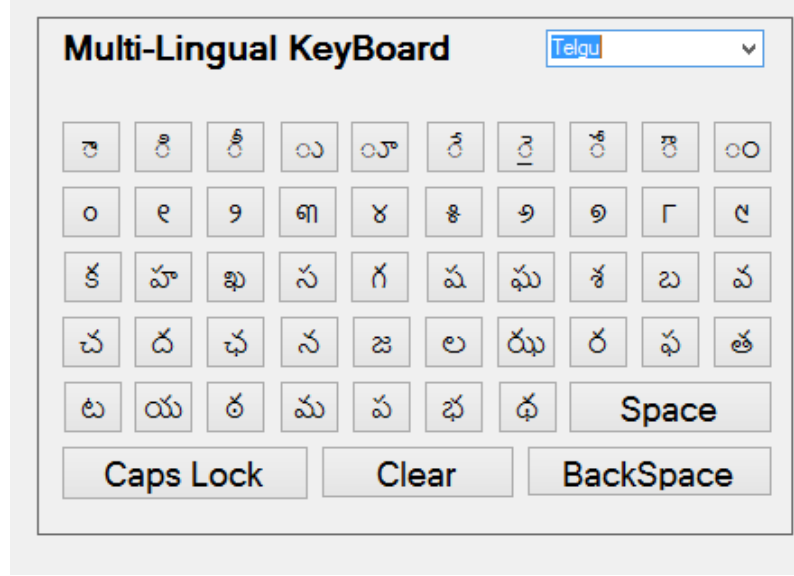 Multi-Lingual KeyBoard Telgu
ా ి ీ ు ూ ే ై ో ౌ ం
౦ ౧ ౨ ౩ ౪ ౫ ౬ ౭ ౮ ౯
క హ ఖ స గ ష ఘ శ బ వ
చ ద ఛ న జ ల ఝ ర ఫ త
ట య ఠ మ ప భ థ Space
Caps Lock Clear BackSpace